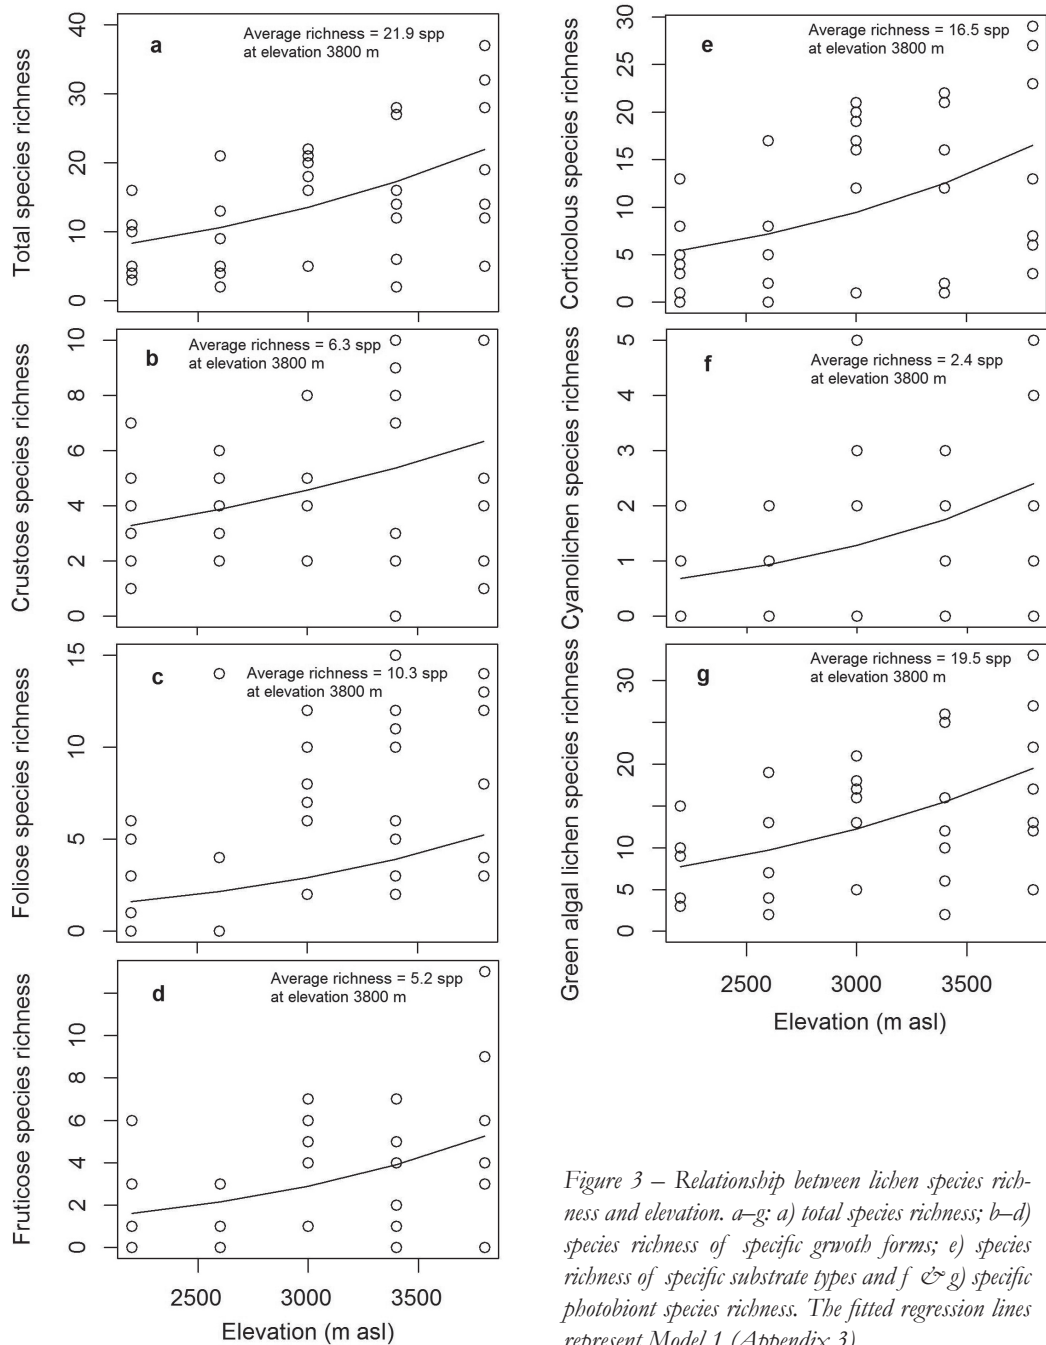 a
Average richness = 21.9 spp
at elevation 3800 m
Total species richness
0
10
20
30
40
b
Average richness = 6.3 spp
at elevation 3800 m
Crustose species richness
0
2
4
6
8
10
c
Average richness = 10.3 spp
at elevation 3800 m
Foliose species richness
0
5
10
15
d
Average richness = 5.2 spp
at elevation 3800 m
Fruticose species richness
0
2
4
6
8
10
2500
3000
3500
Elevation (m asl)
e
Average richness = 16.5 spp
at elevation 3800 m
Corticolous species richness
0
5
10
15
20
25
30
f
Average richness = 2.4 spp
at elevation 3800 m
Cyanolichen species richness
0
1
2
3
4
5
g
Average richness = 19.5 spp
at elevation 3800 m
Green algal lichen species richness
0
5
10
20
30
2500
3000
3500
Elevation (m asl)
Figure 3 – Relationship between lichen species rich-
ness and elevation. a–g: a) total species richness; b–d)
species richness of specific grwoth forms; e) species
richness of specific substrate types and f & g) specific
photobiont species richness. The fitted regression lines
represent Model 1 (Appendix 3)